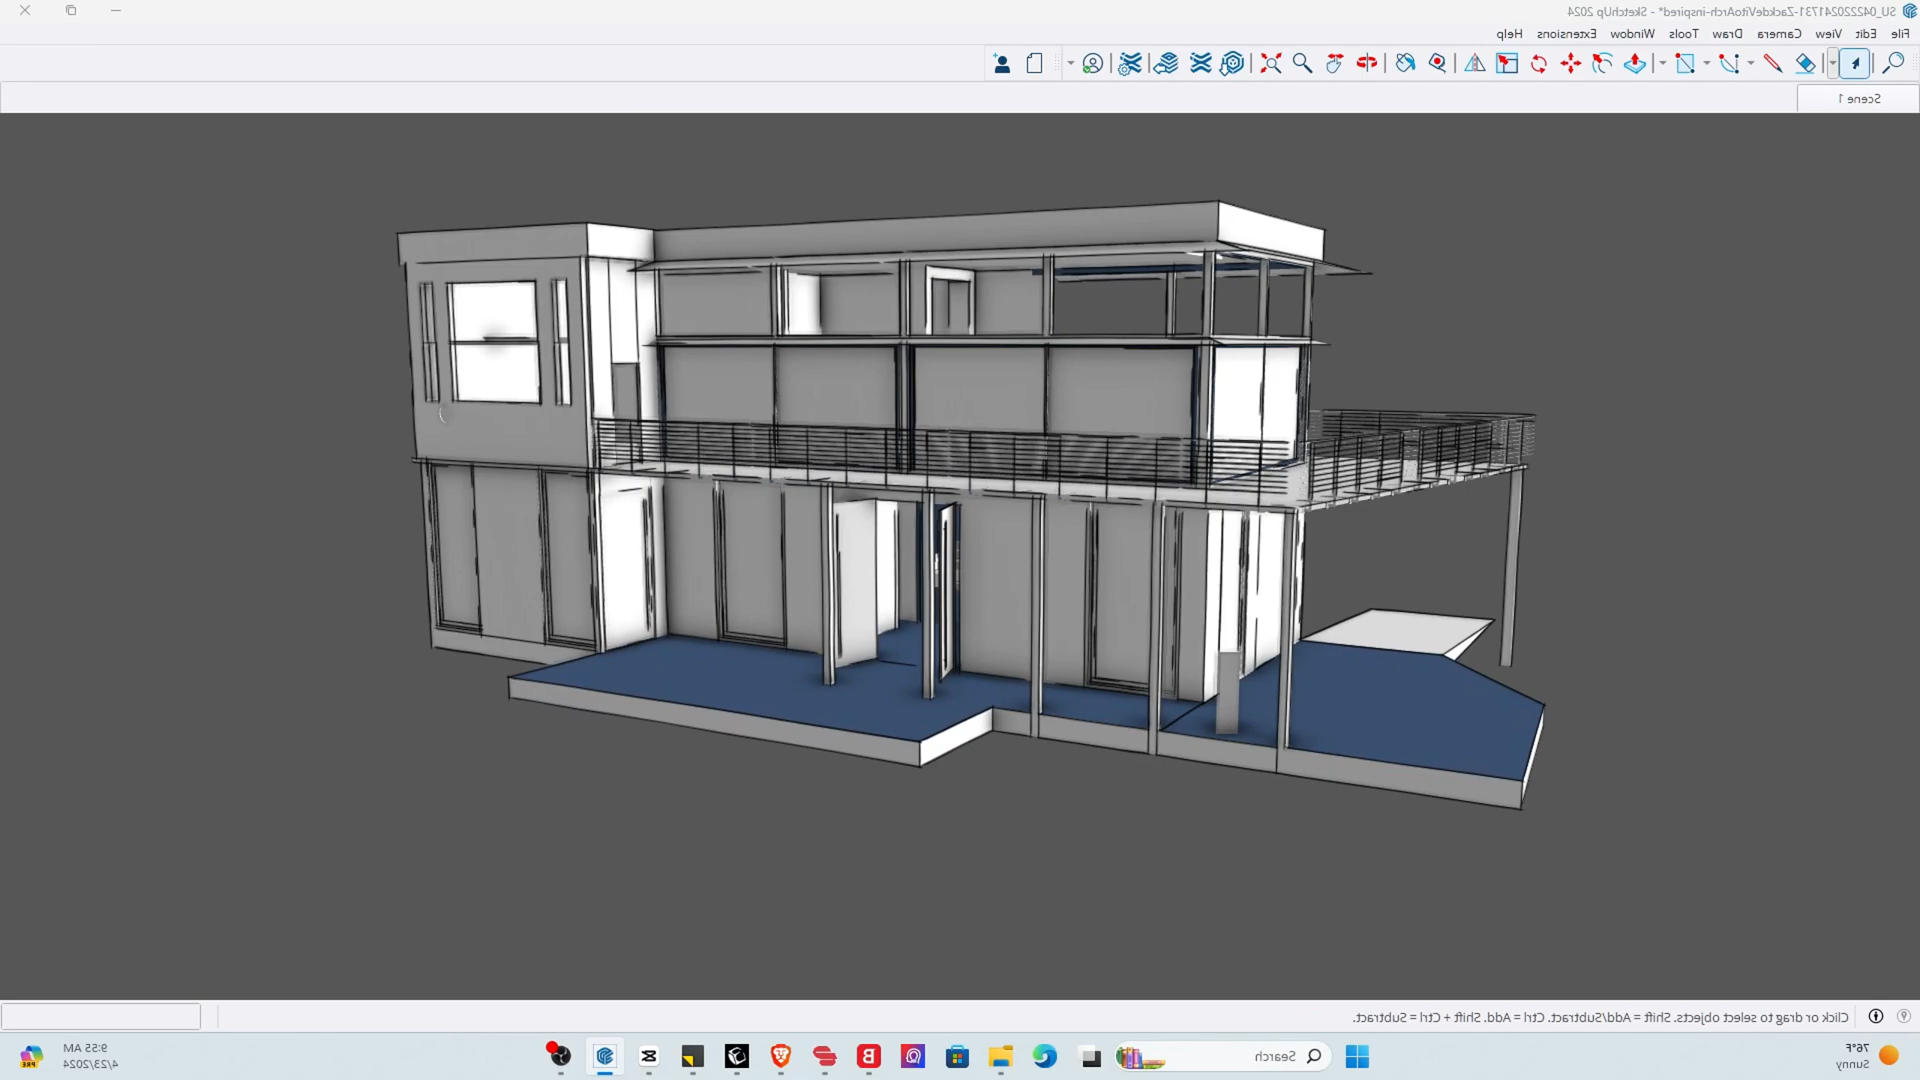 SU_042220241731-ZackdeVitoArch-inspired* - SketchUp 2024
File Edit View Camera Draw Tools Window Extensions Help
Scene 1
Click or drag to select objects. Shift = Add/Subtract. Ctrl = Add. Shift + Ctrl = Subtract.
76°F
Sunny
Search
B
PRE
9:55 AM
4/23/2024